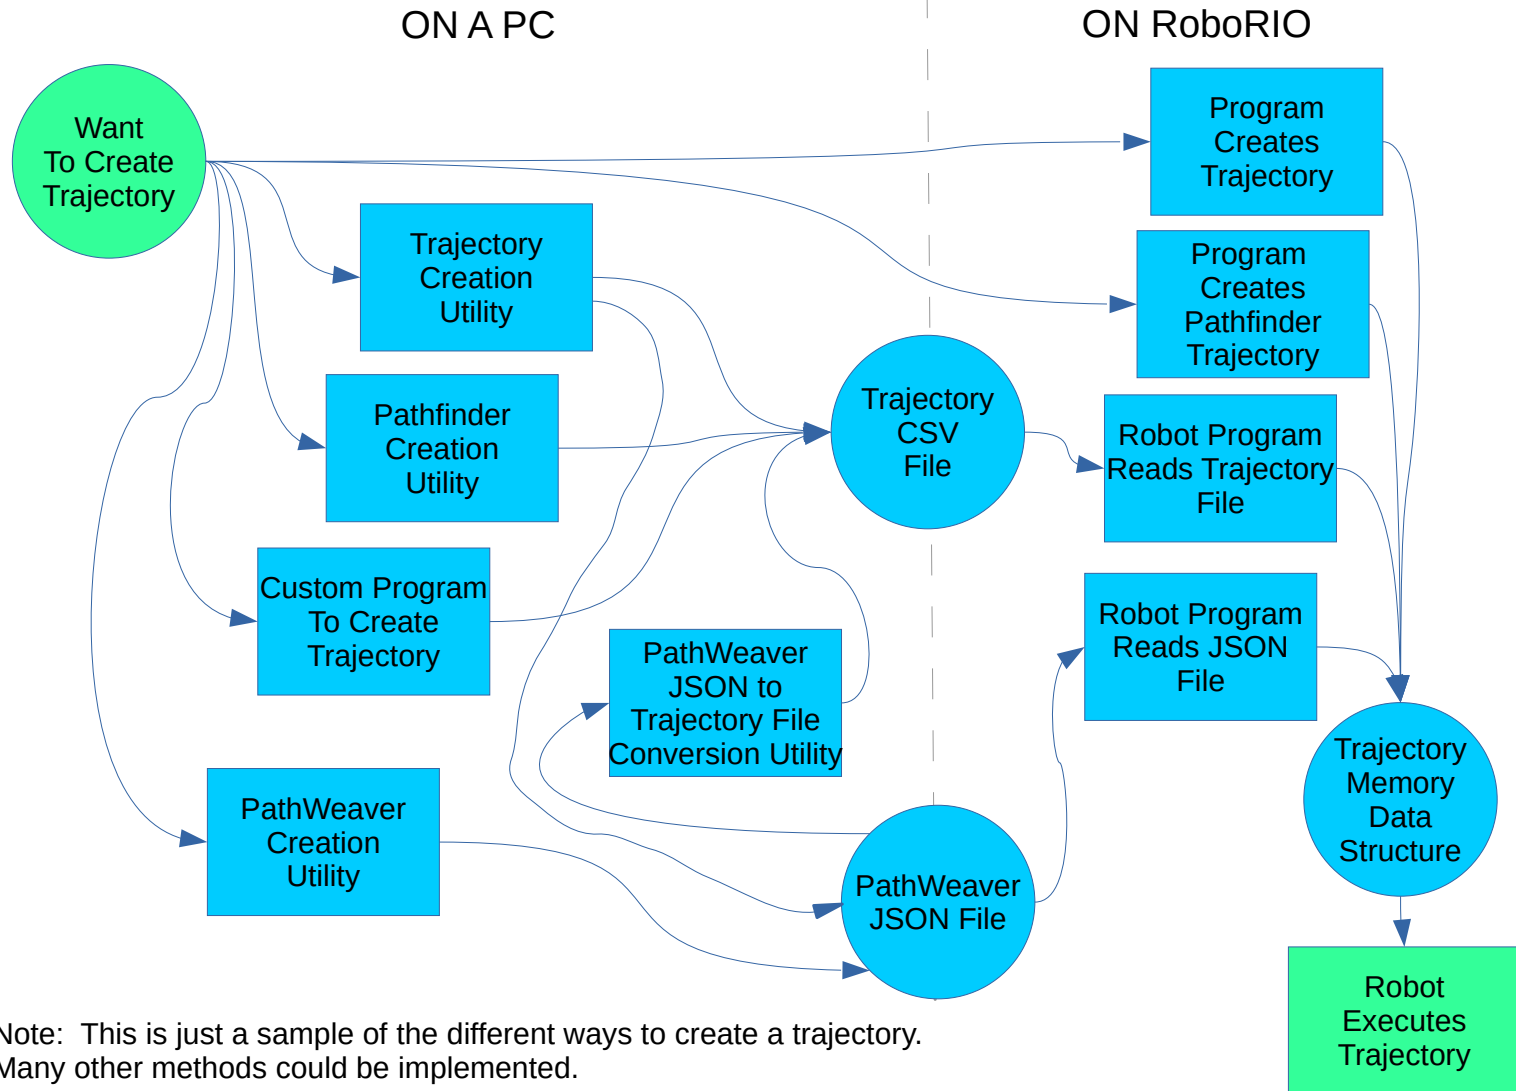 ON A PC
ON RoboRIO
Want
To Create
Trajectory
Program
Creates
Trajectory
Trajectory
Creation
Utility
Program
Creates
Pathfinder
Trajectory
Pathfinder
Creation
Utility
Trajectory
CSV
File
Robot Program
Reads Trajectory
File
Custom Program
To Create
Trajectory
PathWeaver
JSON to
Trajectory File
Conversion Utility
Robot Program
Reads JSON
File
PathWeaver
Creation
Utility
PathWeaver
JSON File
Trajectory
Memory
Data
Structure
Robot
Executes
Trajectory
Note:  This is just a sample of the different ways to create a trajectory.
Many other methods could be implemented.